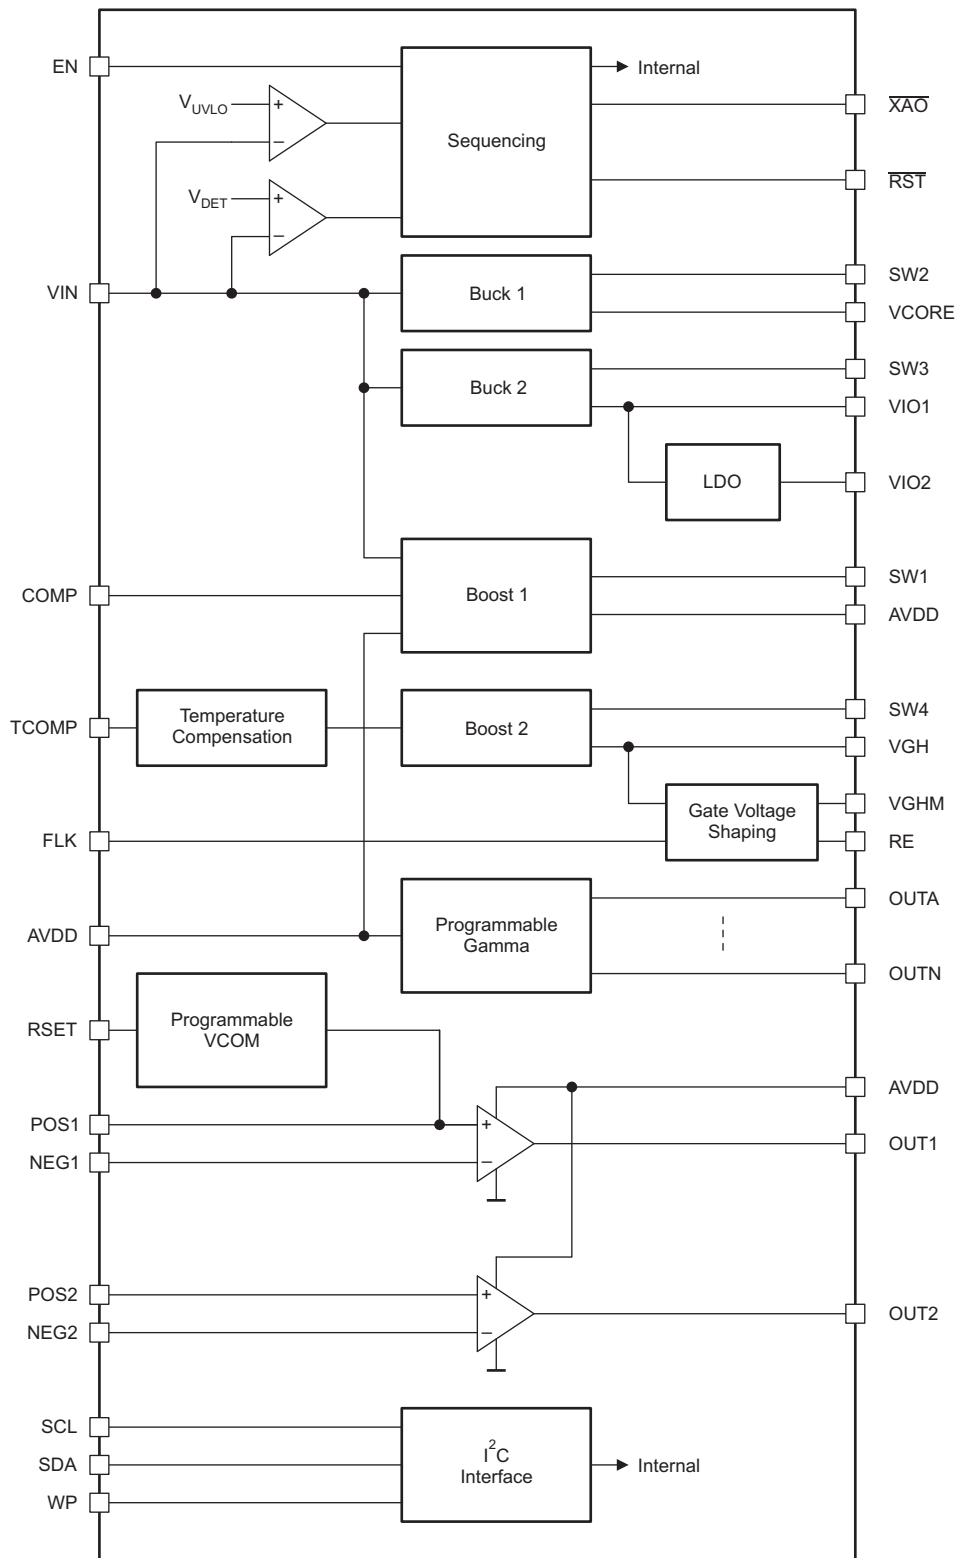 EN
Internal
V_UVLO
+
−
Sequencing
XAO
RST
V_DET
+
−
VIN
Buck 1
SW2
VCORE
Buck 2
SW3
VIO1
LDO
VIO2
COMP
Boost 1
SW1
AVDD
TCOMP
Temperature
Compensation
Boost 2
SW4
VGH
Gate Voltage
Shaping
VGHM
RE
FLK
AVDD
Programmable
Gamma
OUTA
OUTN
RSET
Programmable
VCOM
AVDD
POS1
+
NEG1
−
OUT1
POS2
+
NEG2
−
OUT2
SCL
SDA
WP
I²C
Interface
Internal